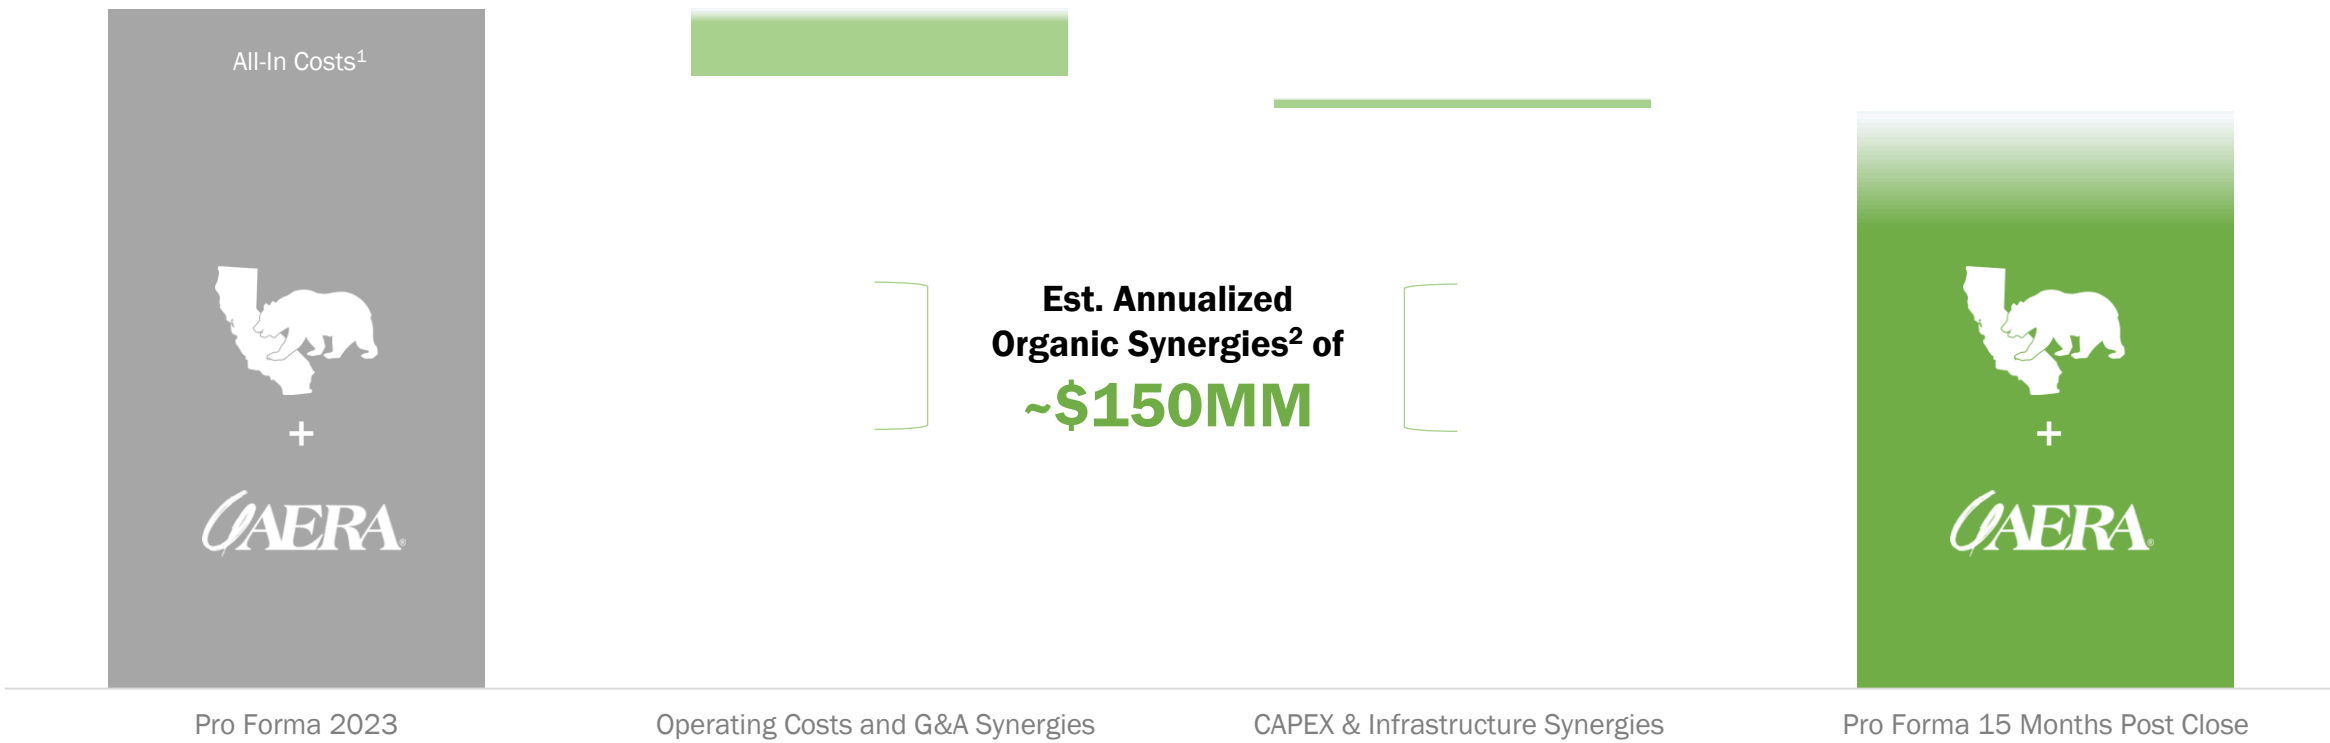 All-In Costs¹
+
AERA®
Est. Annualized
Organic Synergies² of
~$150MM
+
AERA®
Pro Forma 2023
Operating Costs and G&A Synergies
CAPEX & Infrastructure Synergies
Pro Forma 15 Months Post Close